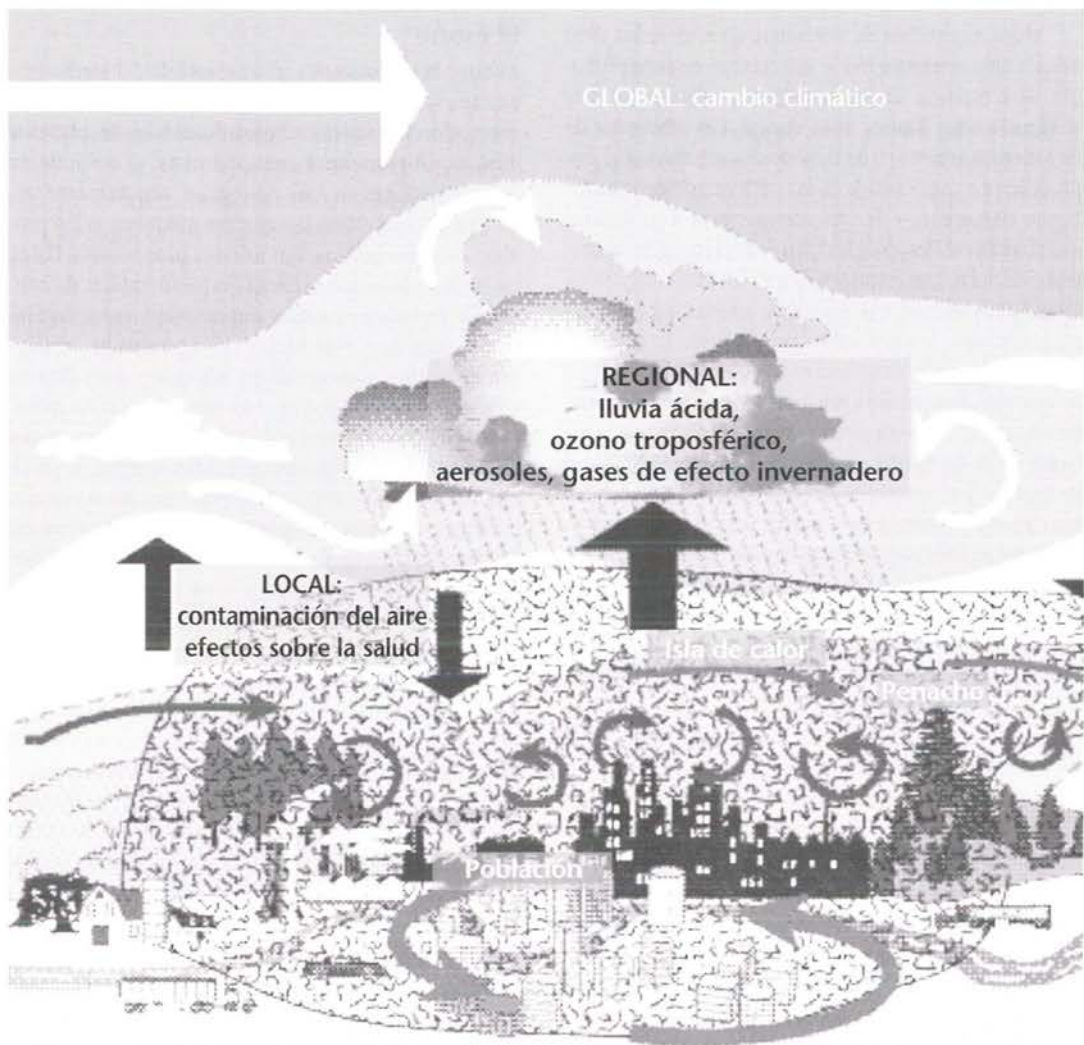 GLOBAL: cambio climático
REGIONAL:
lluvia ácida,
ozono troposférico,
aerosoles, gases de efecto invernadero
LOCAL:
contaminación del aire
efectos sobre la salud
Isla de calor
Penacho
Población